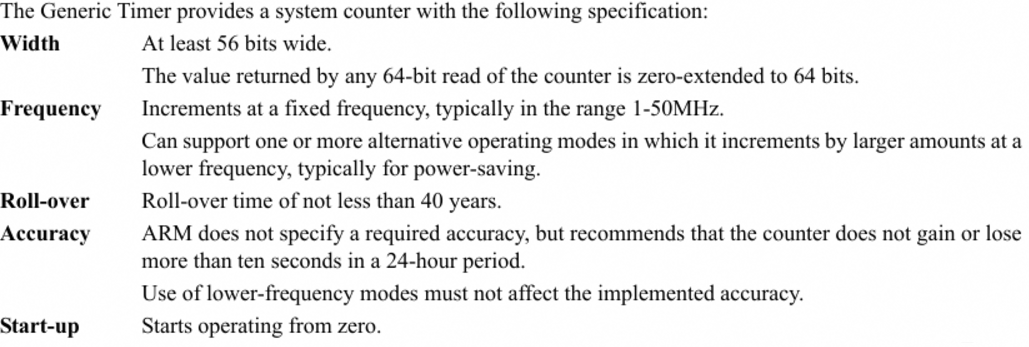 The Generic Timer provides a system counter with the following specification:
Width At least 56 bits wide.
The value returned by any 64-bit read of the counter is zero-extended to 64 bits.
Frequency Increments at a fixed frequency, typically in the range 1-50MHz.
Can support one or more alternative operating modes in which it increments by larger amounts at a
lower frequency, typically for power-saving.
Roll-over Roll-over time of not less than 40 years.
Accuracy ARM does not specify a required accuracy, but recommends that the counter does not gain or lose
more than ten seconds in a 24-hour period.
Use of lower-frequency modes must not affect the implemented accuracy.
Start-up Starts operating from zero.